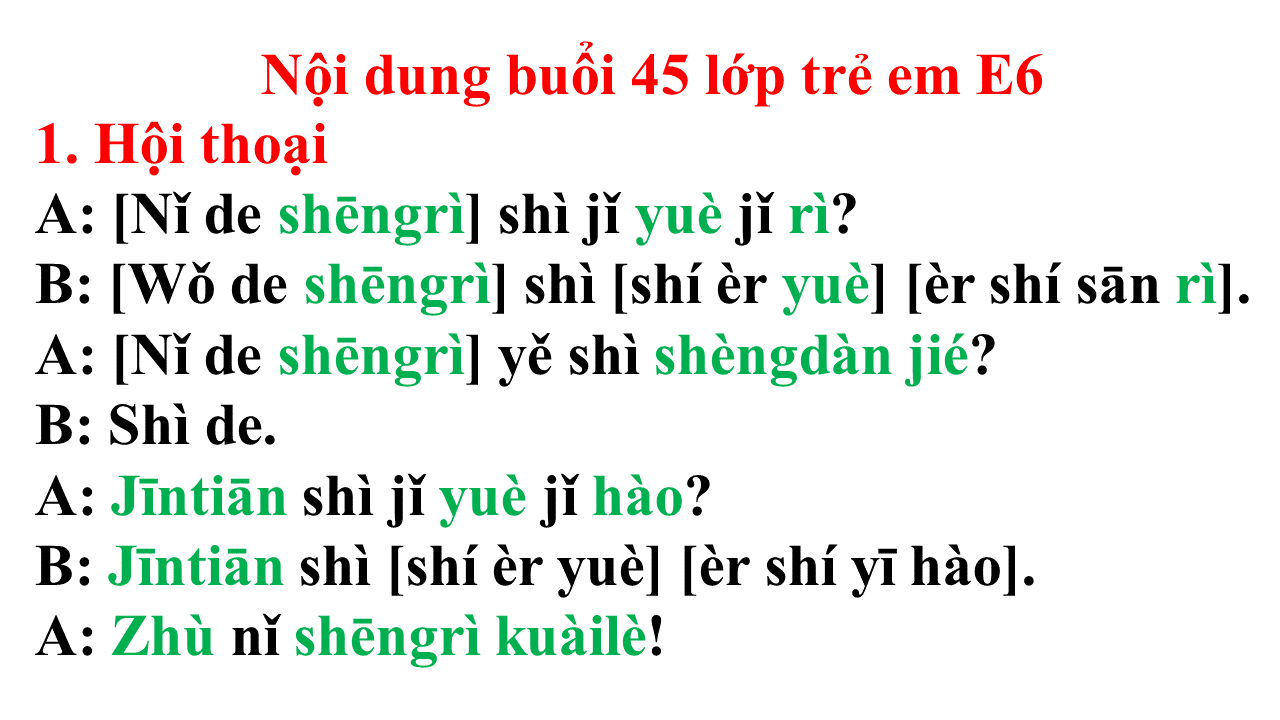 Nội dung buổi 45 lớp trẻ em E6
1. Hội thoại
A: [Nǐ de shēngrì] shì jǐ yuè jǐ rì?
B: [Wǒ de shēngrì] shì [shí èr yuè] [èr shí sān rì].
A: [Nǐ de shēngrì] yě shì shèngdàn jié?
B: Shì de.
A: Jīntiān shì jǐ yuè jǐ hào?
B: Jīntiān shì [shí èr yuè] [èr shí yī hào].
A: Zhù nǐ shēngrì kuàilè!